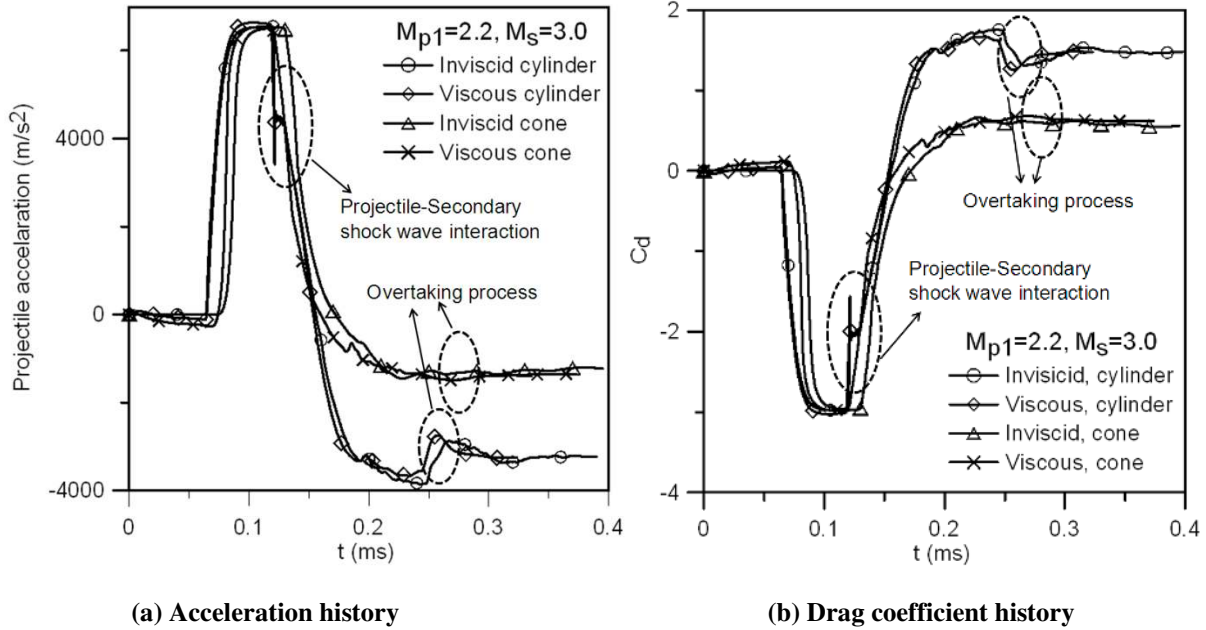 Projectile accelaration (m/s²)
4000
0
-4000
0
0.1
0.2
0.3
0.4
t (ms)
Mp1=2.2, Ms=3.0
Inviscid cylinder
Viscous cylinder
Inviscid cone
Viscous cone
Projectile-Secondary
shock wave interaction
Overtaking process
(a) Acceleration history
Cd
2
0
-2
-4
0
0.1
0.2
0.3
0.4
t (ms)
Overtaking process
Projectile-Secondary
shock wave interaction
Mp1=2.2, Ms=3.0
Invisicid, cylinder
Viscous, cylinder
Inviscid, cone
Viscous, cone
(b) Drag coefficient history